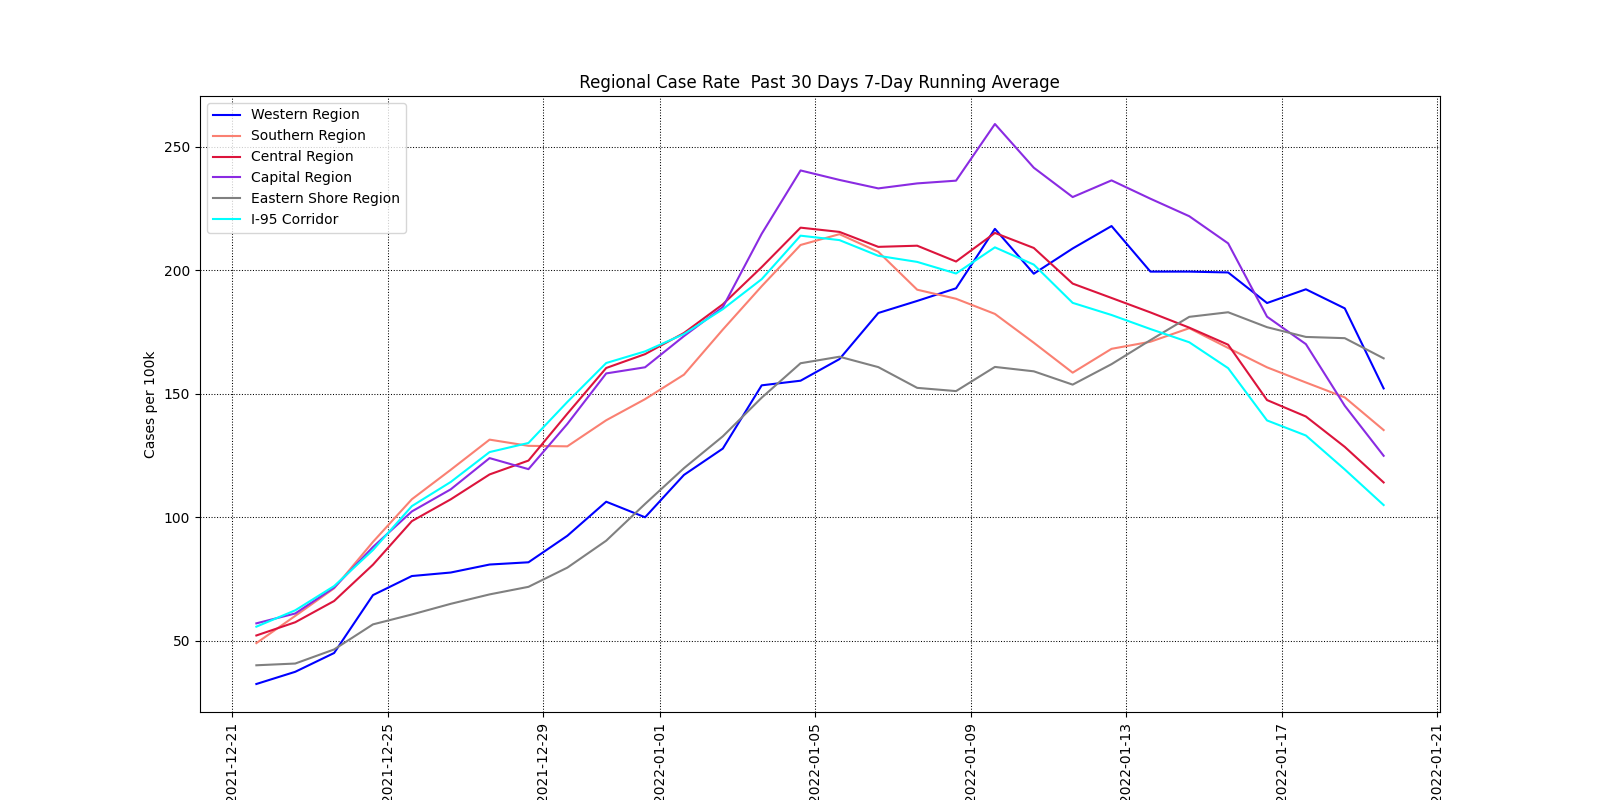 Regional Case Rate  Past 30 Days 7-Day Running Average
Western Region
Southern Region
Central Region
Capital Region
Eastern Shore Region
I-95 Corridor
250
200
150
100
50
Cases per 100k
2021-12-21
2021-12-25
2021-12-29
2022-01-01
2022-01-05
2022-01-09
2022-01-13
2022-01-17
2022-01-21